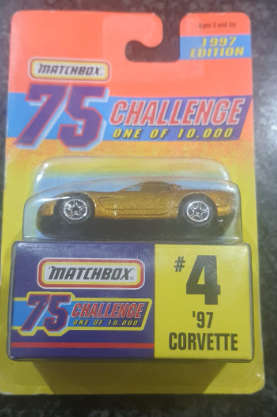 Ages 3 and up
1997
EDITION
MATCHBOX
75 CHALLENGE
ONE OF 10,000
MATCHBOX
75 CHALLENGE
ONE OF 10,000
#4
'97
CORVETTE